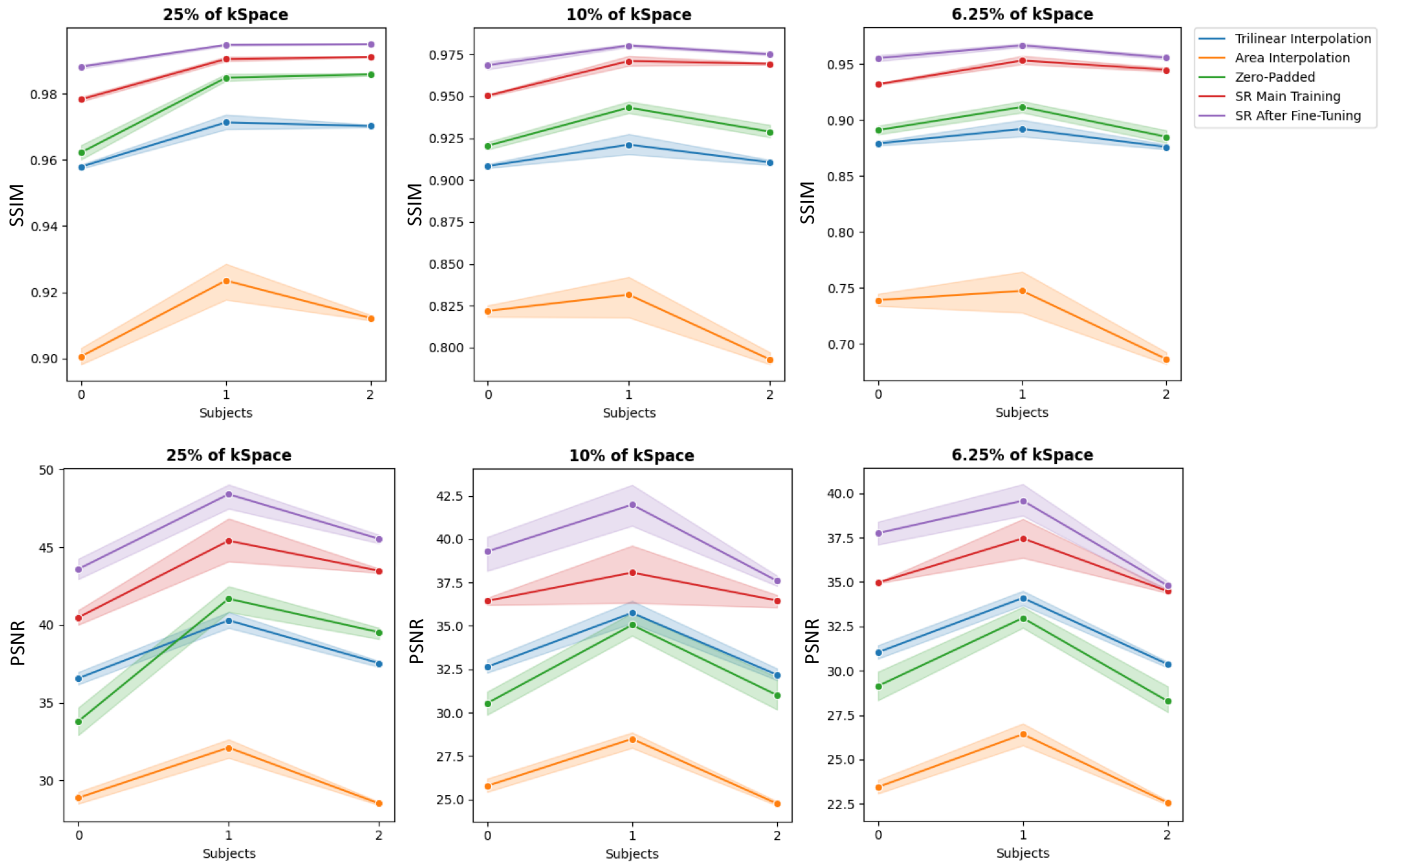 25% of kSpace
10% of kSpace
6.25% of kSpace
Trilinear Interpolation
Area Interpolation
Zero-Padded
SR Main Training
SR After Fine-Tuning
SSIM
0.98
0.96
0.94
0.92
0.90
0
1
2
Subjects
SSIM
0.975
0.950
0.925
0.900
0.875
0.850
0.825
0.800
0
1
2
Subjects
SSIM
0.95
0.90
0.85
0.80
0.75
0.70
0
1
2
Subjects
25% of kSpace
10% of kSpace
6.25% of kSpace
PSNR
50
45
40
35
30
0
1
2
Subjects
PSNR
42.5
40.0
37.5
35.0
32.5
30.0
27.5
25.0
0
1
2
Subjects
PSNR
40.0
37.5
35.0
32.5
30.0
27.5
25.0
22.5
0
1
2
Subjects